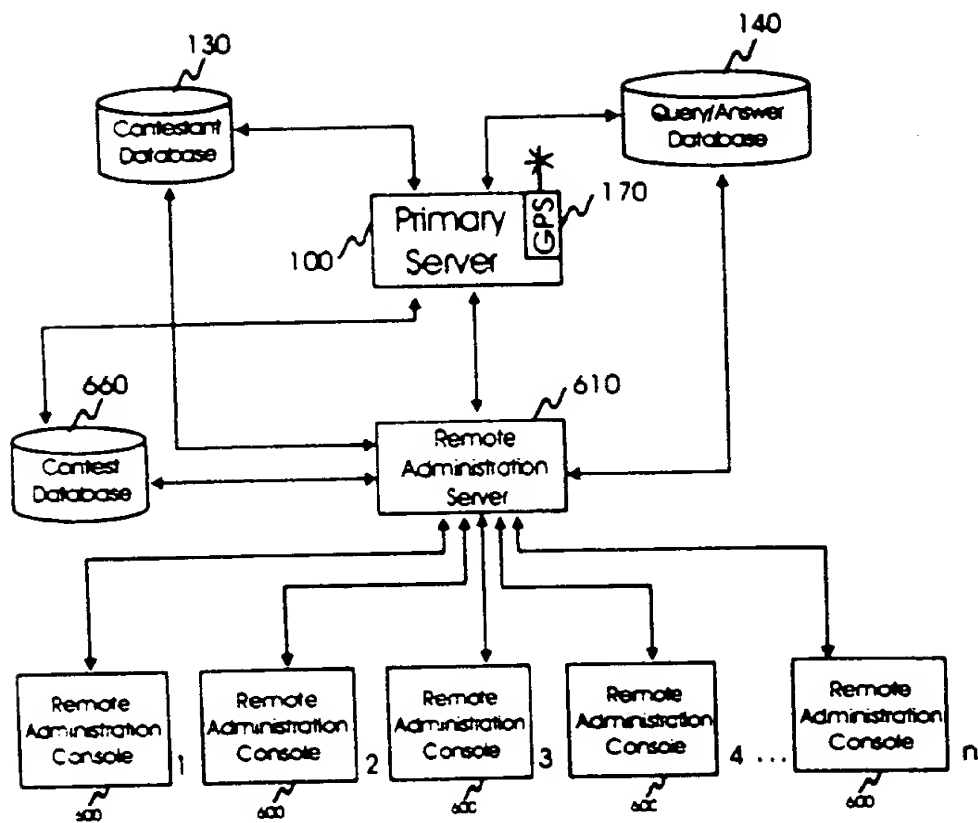 130
140
Contestant
Database
Query/Answer
Database
Primary
Server
GPS
170
100
660
610
Contest
Database
Remote
Administration
Server
Remote
Administration
Console
1
Remote
Administration
Console
2
Remote
Administration
Console
3
Remote
Administration
Console
4
...
Remote
Administration
Console
n
600
600
600
600
600